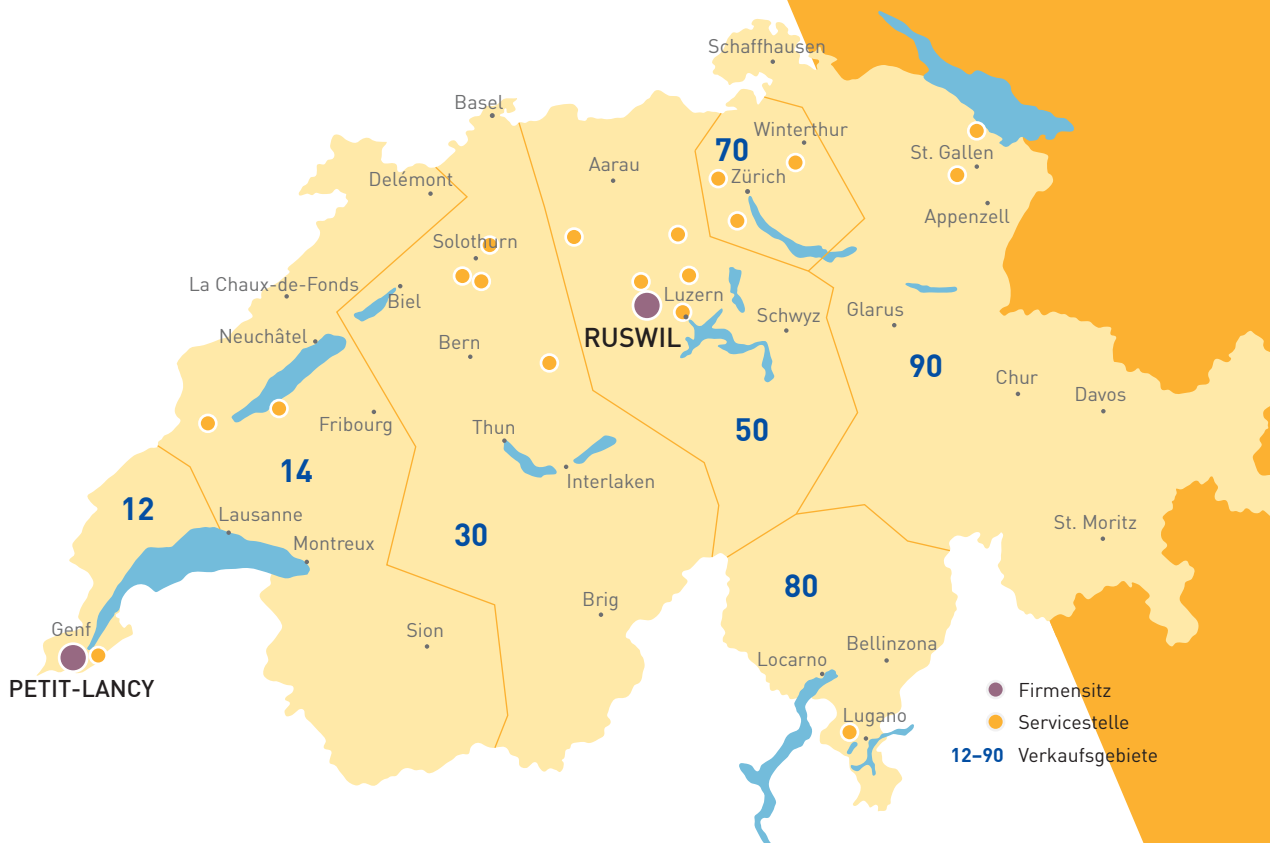 Schaffhausen
Basel
Winterthur
70
Aarau
St. Gallen
Delémont
Zürich
Appenzell
Solothurn
La Chaux-de-Fonds
Biel
Luzern
Glarus
Schwyz
Neuchâtel
RUSWIL
Bern
90
Chur
Davos
Fribourg
Thun
50
14
Interlaken
12
Lausanne
30
St. Moritz
Montreux
80
Brig
Genf
Sion
Bellinzona
Locarno
PETIT-LANCY
Firmensitz
Lugano
Servicestelle
12–90 Verkaufsgebiete